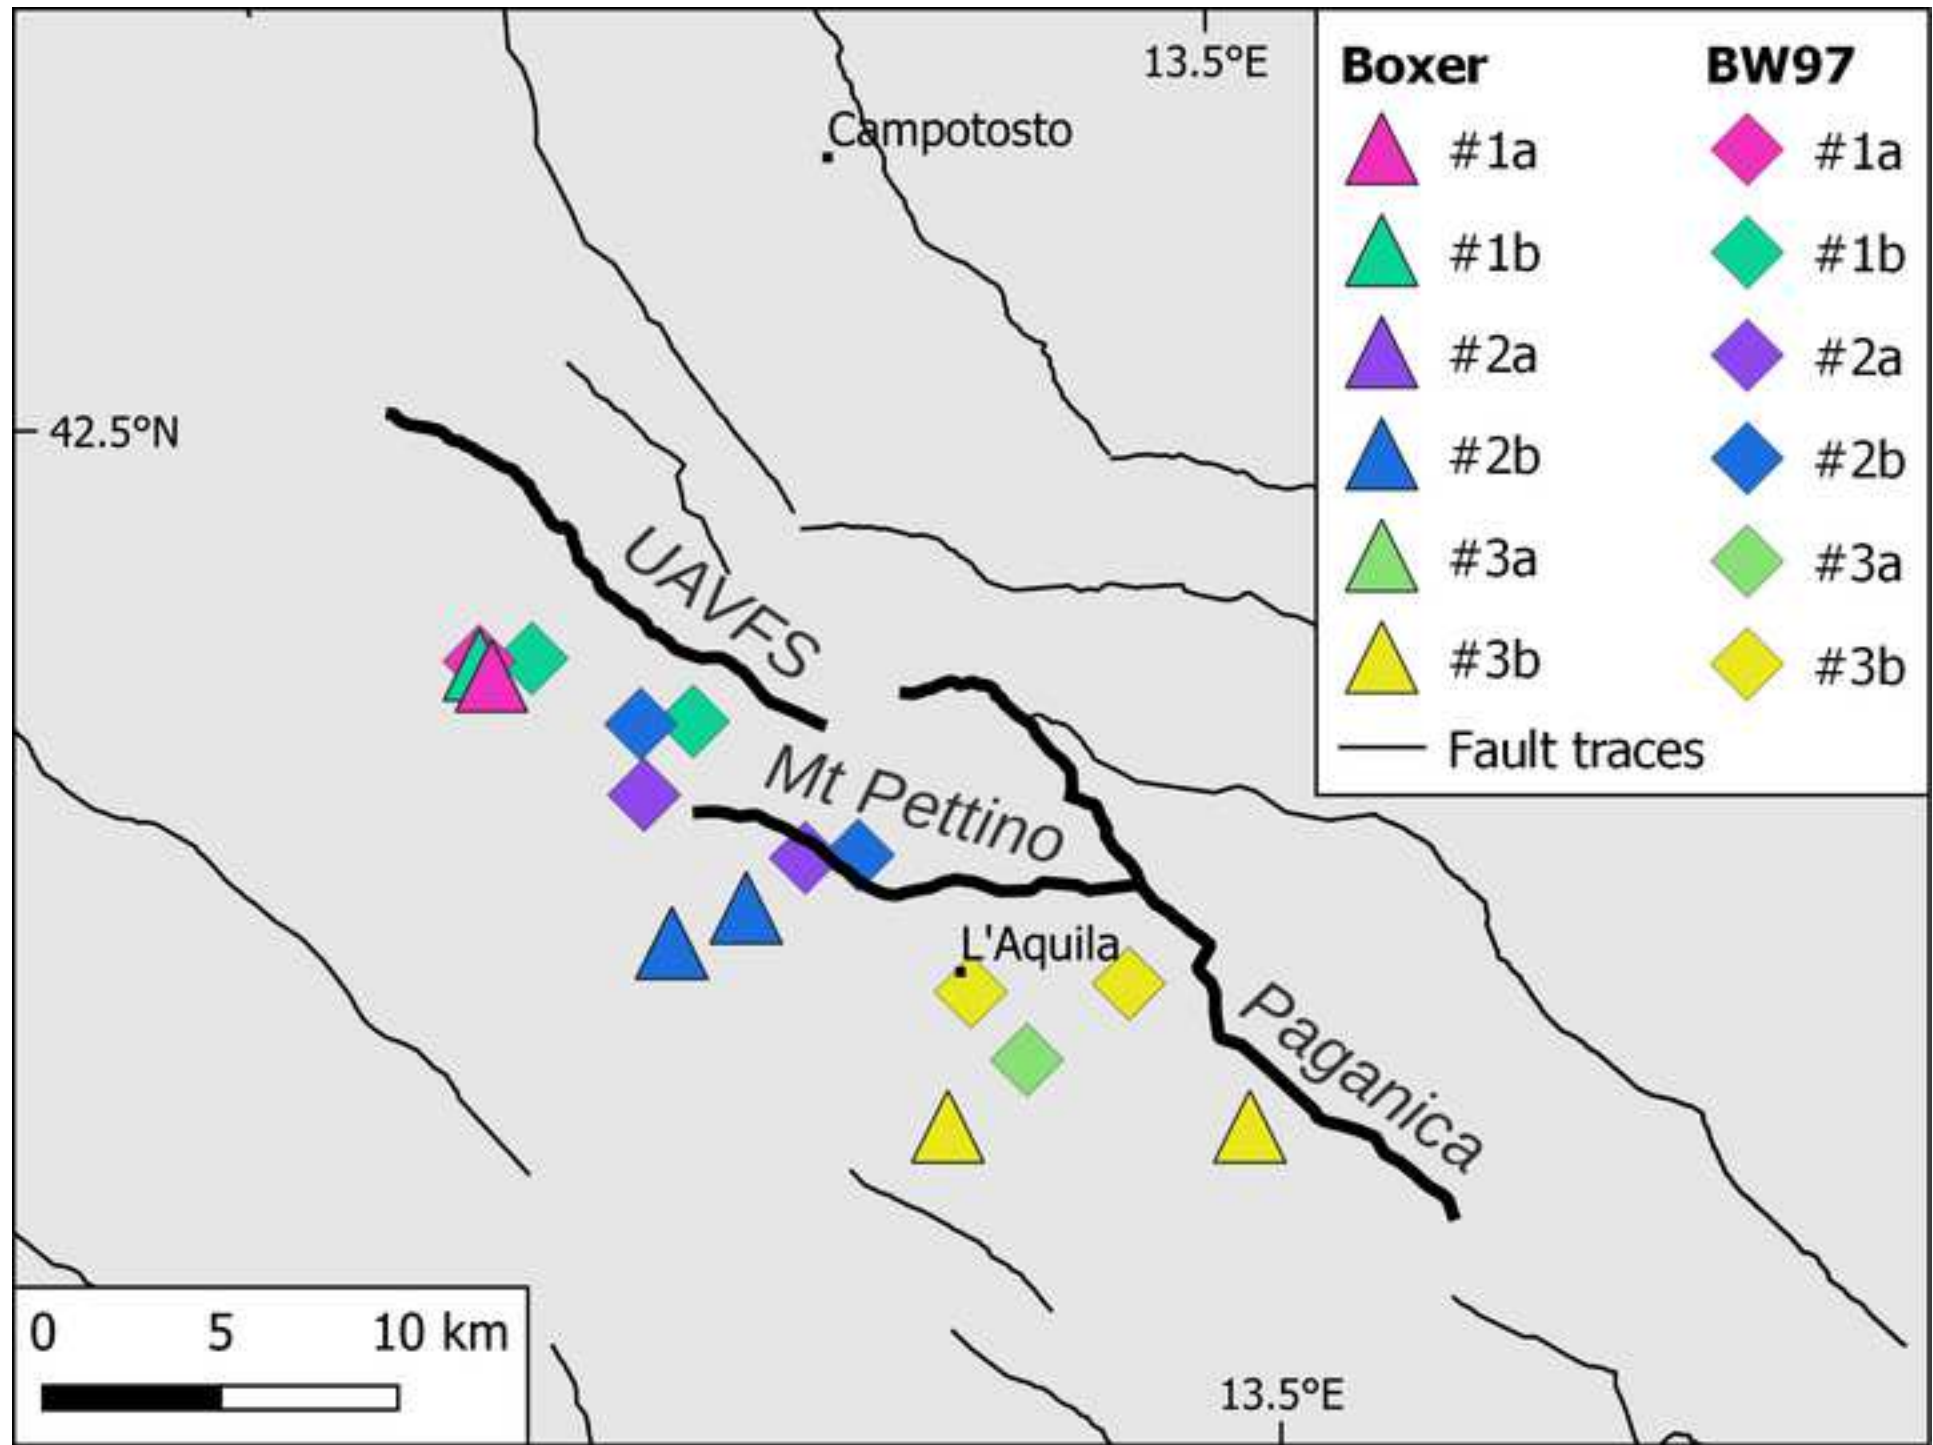 13.5°E
Campotosto
42.5°N
UAVFS
Mt Pettino
L'Aquila
Paganica
Boxer BW97
#1a #1a
#1b #1b
#2a #2a
#2b #2b
#3a #3a
#3b #3b
Fault traces
0 5 10 km
13.5°E